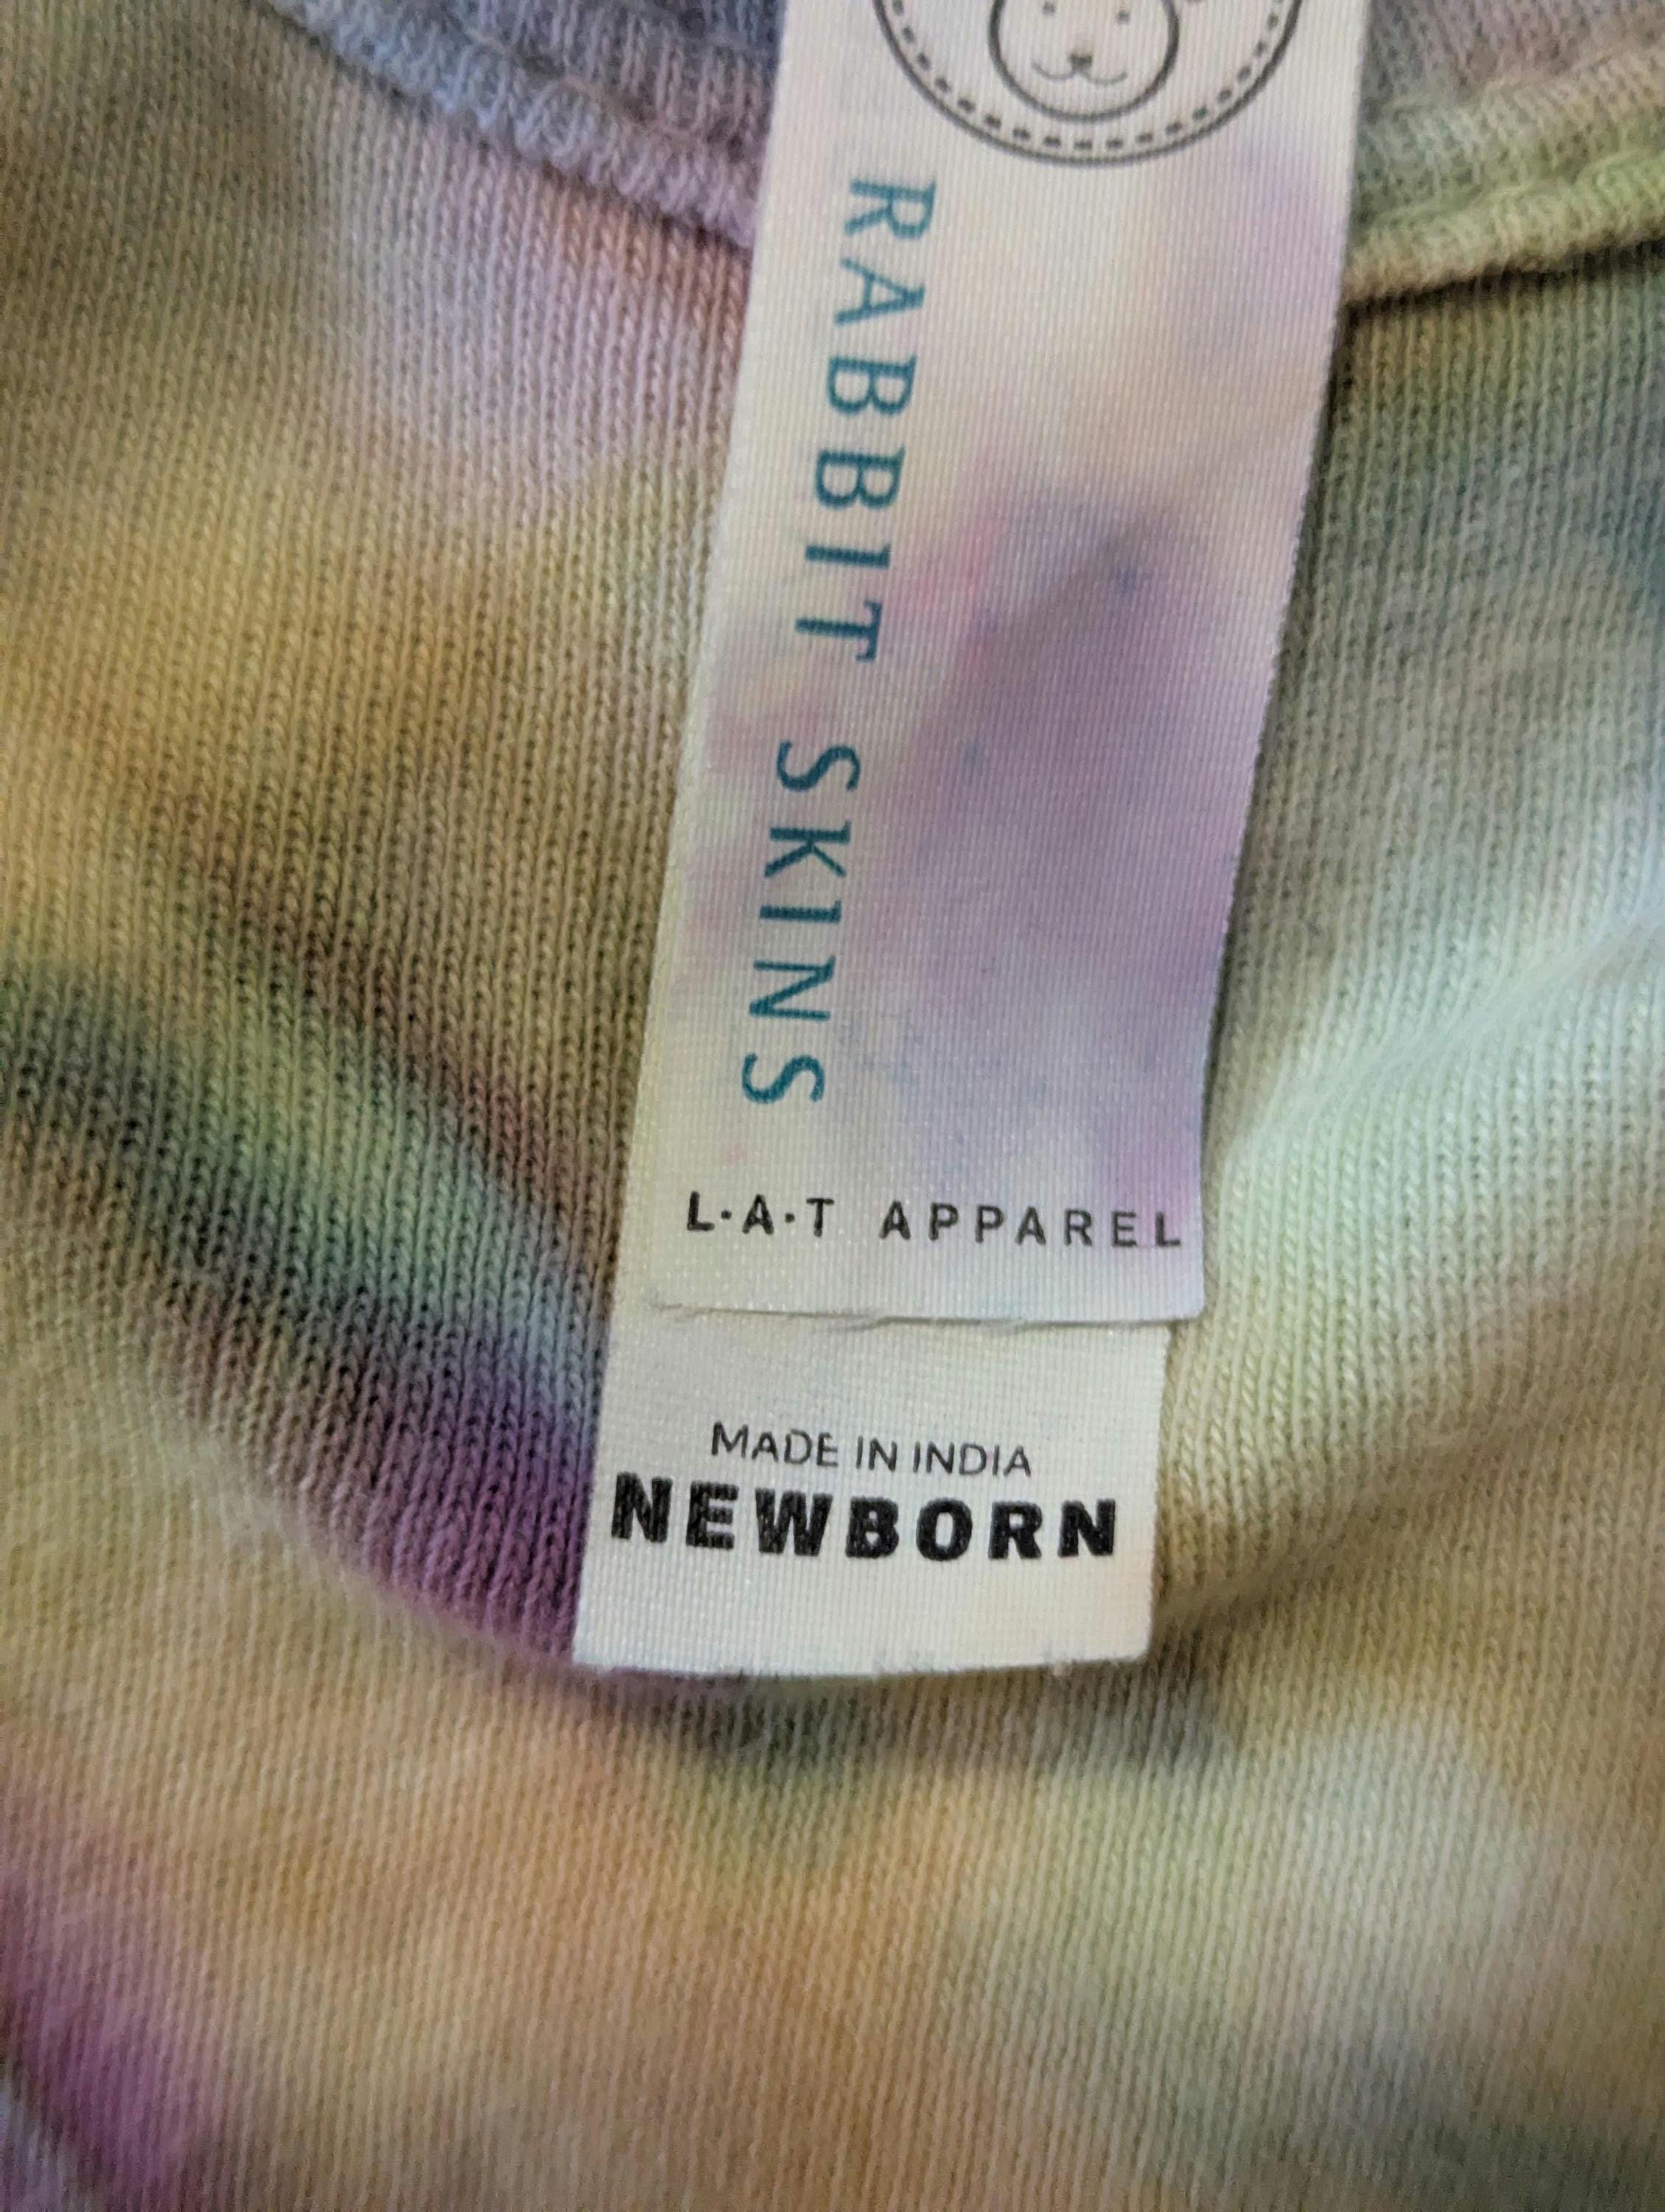 RABBIT SKINS
L·A·T APPAREL
MADE IN INDIA
NEWBORN